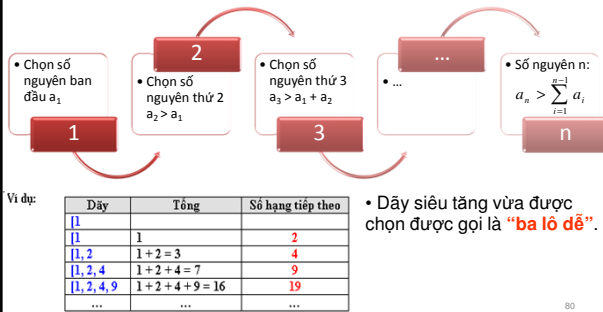 • Chọn số
nguyên ban
đầu a₁
1
2
• Chọn số
nguyên thứ 2
a₂ > a₁
• Chọn số
nguyên thứ 3
a₃ > a₁ + a₂
3
...
• ...
• Số nguyên n:
aₙ > ∑ᵢ₌₁ⁿ⁻¹ aᵢ
n
Ví dụ:
Dãy Tổng Số hạng tiếp theo
[1
[1 1 2
[1, 2 1 + 2 = 3 4
[1, 2, 4 1 + 2 + 4 = 7 9
[1, 2, 4, 9 1 + 2 + 4 + 9 = 16 19
... ... ...
• Dãy siêu tăng vừa được
chọn được gọi là “ba lô dễ”.
80